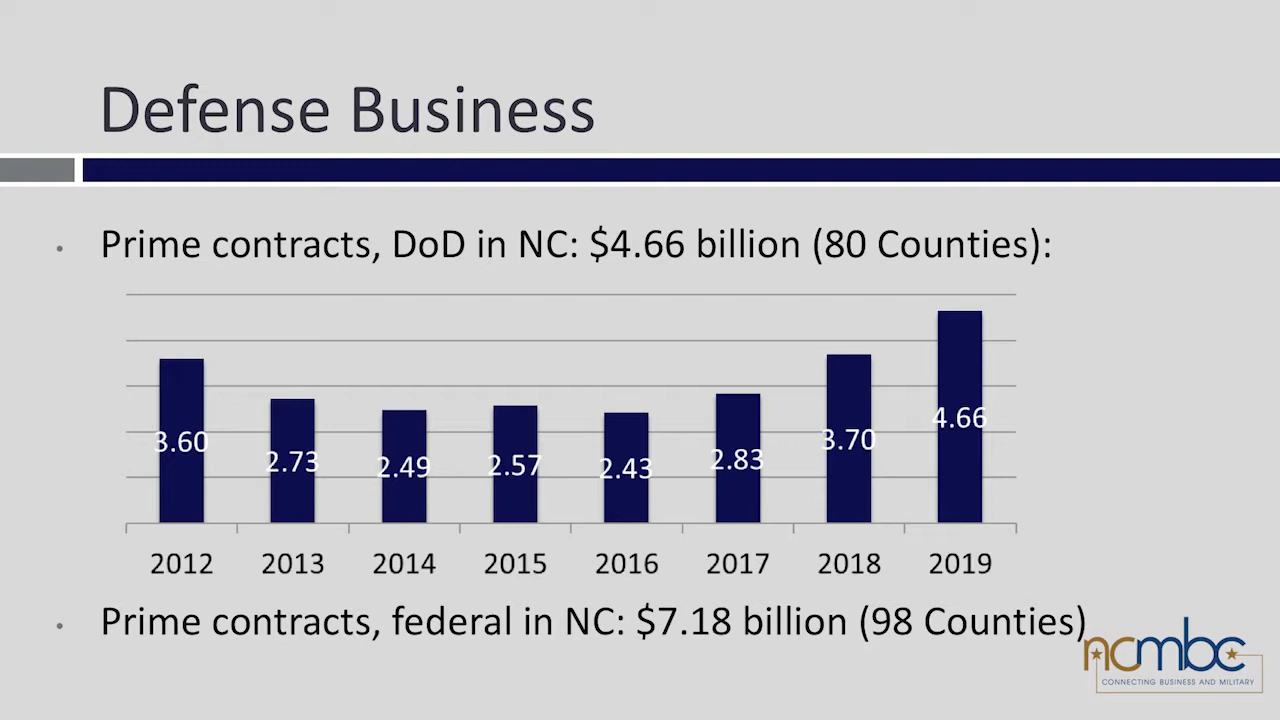 Defense Business
• Prime contracts, DoD in NC: $4.66 billion (80 Counties):
3.60 2.73 2.49 2.57 2.43 2.83 3.70 4.66
2012 2013 2014 2015 2016 2017 2018 2019
• Prime contracts, federal in NC: $7.18 billion (98 Counties)
ncmbc
CONNECTING BUSINESS AND MILITARY